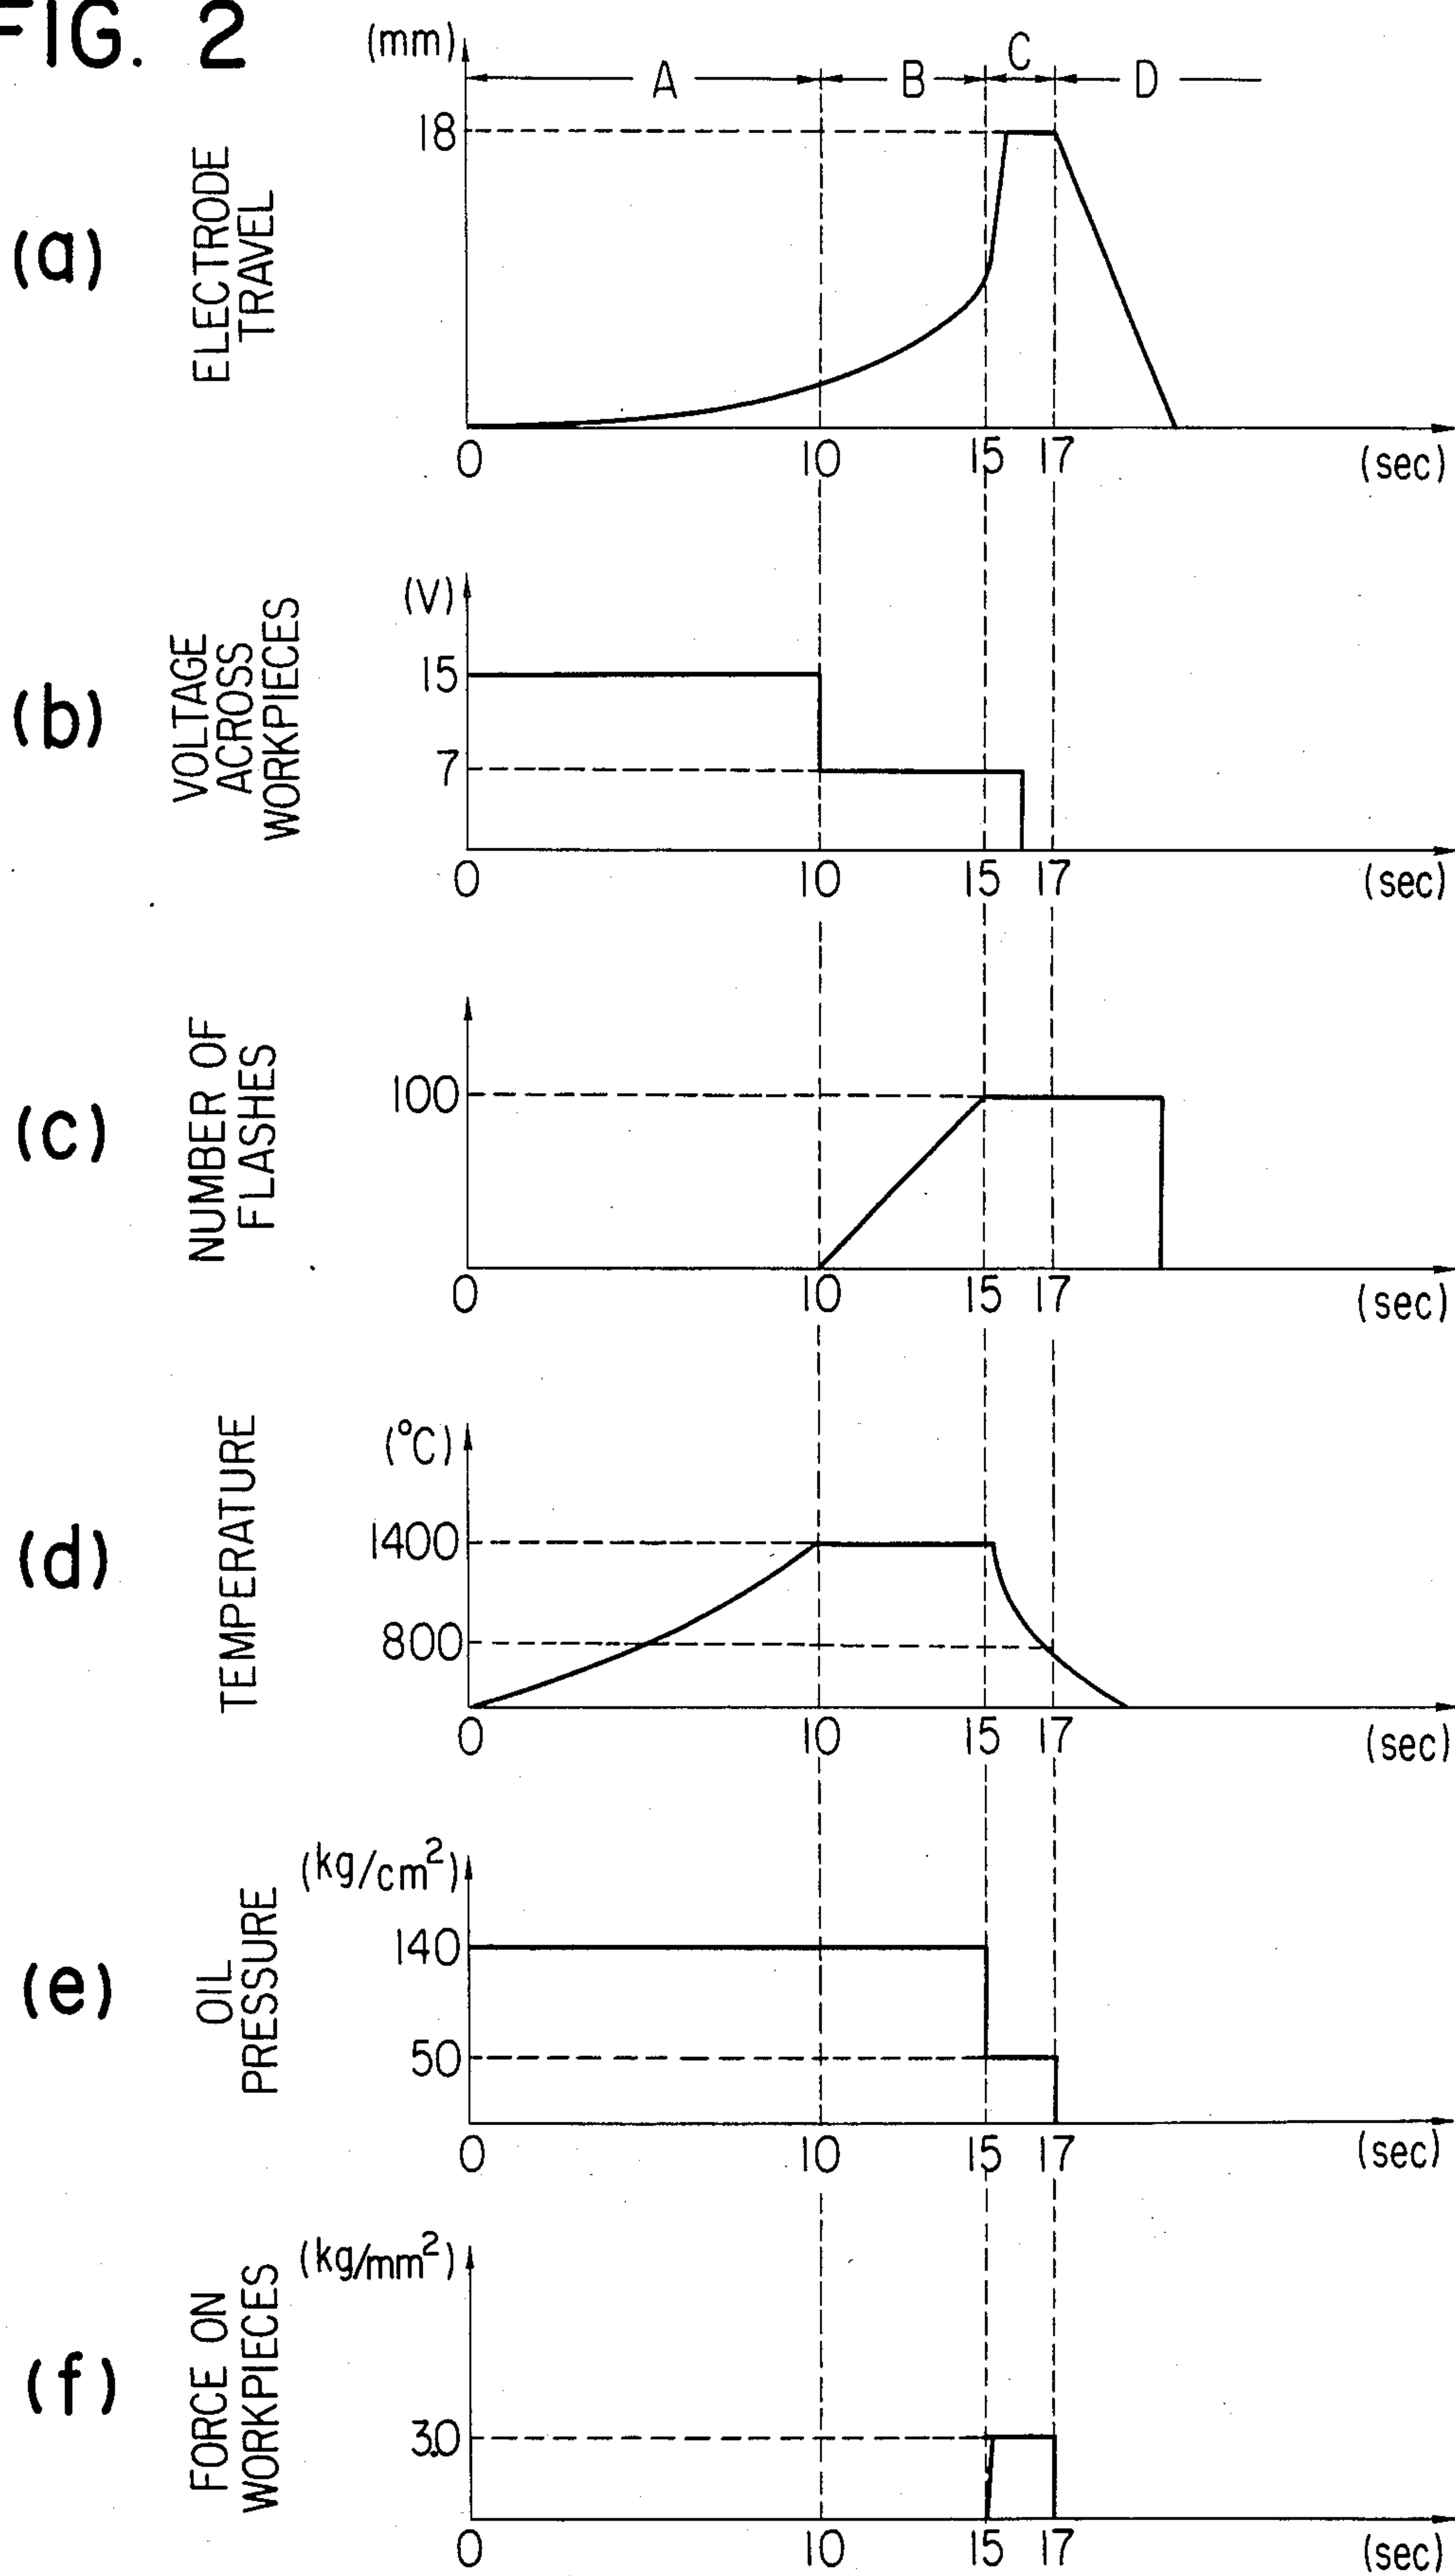 FIG. 2
(mm)
A
B
C
D
18
(a)
ELECTRODE
TRAVEL
0
10
15
17
(sec)
(V)
15
7
(b)
VOLTAGE
ACROSS
WORKPIECES
0
10
15
17
(sec)
100
(c)
NUMBER OF
FLASHES
0
10
15
17
(sec)
(°C)
1400
800
(d)
TEMPERATURE
0
10
15
17
(sec)
(kg/cm²)
140
50
(e)
OIL
PRESSURE
0
10
15
17
(sec)
(kg/mm²)
3.0
(f)
FORCE ON
WORKPIECES
0
10
15
17
(sec)